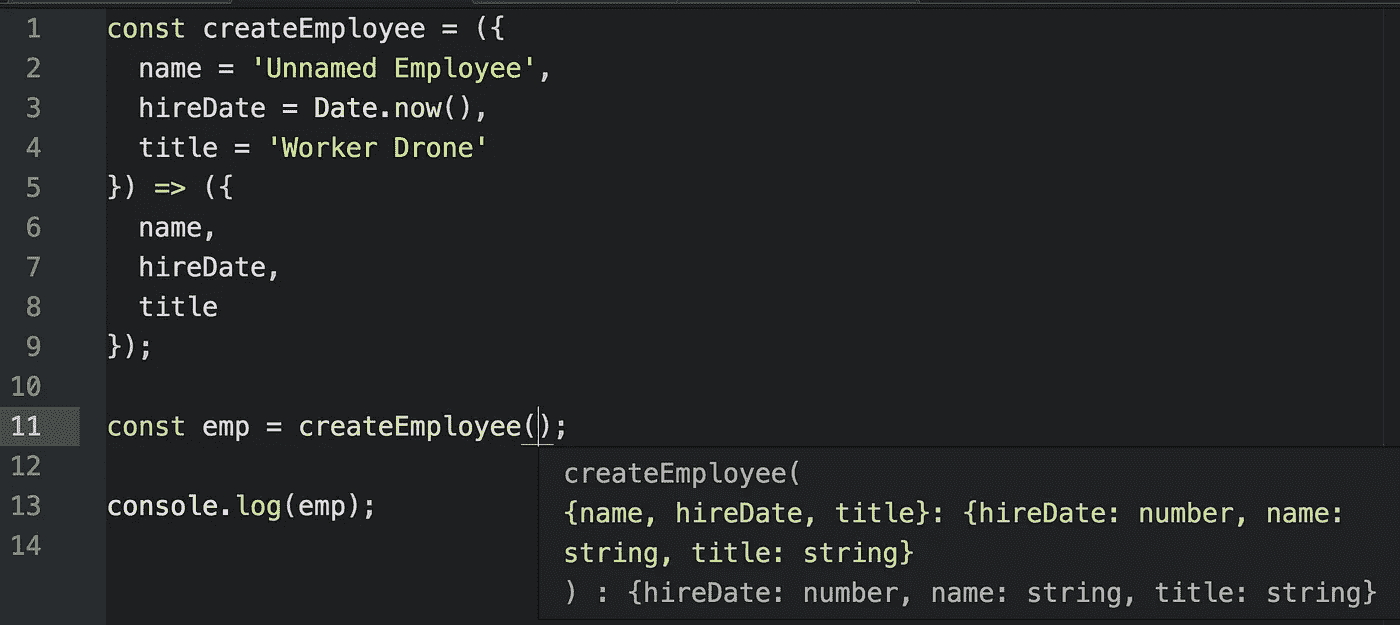 1 const createEmployee = ({
2   name = 'Unnamed Employee',
3   hireDate = Date.now(),
4   title = 'Worker Drone'
5 }) => ({
6   name,
7   hireDate,
8   title
9 });
10
11 const emp = createEmployee();
12
13 console.log(emp);
14
createEmployee(
{name, hireDate, title}: {hireDate: number, name:
string, title: string}
) : {hireDate: number, name: string, title: string}